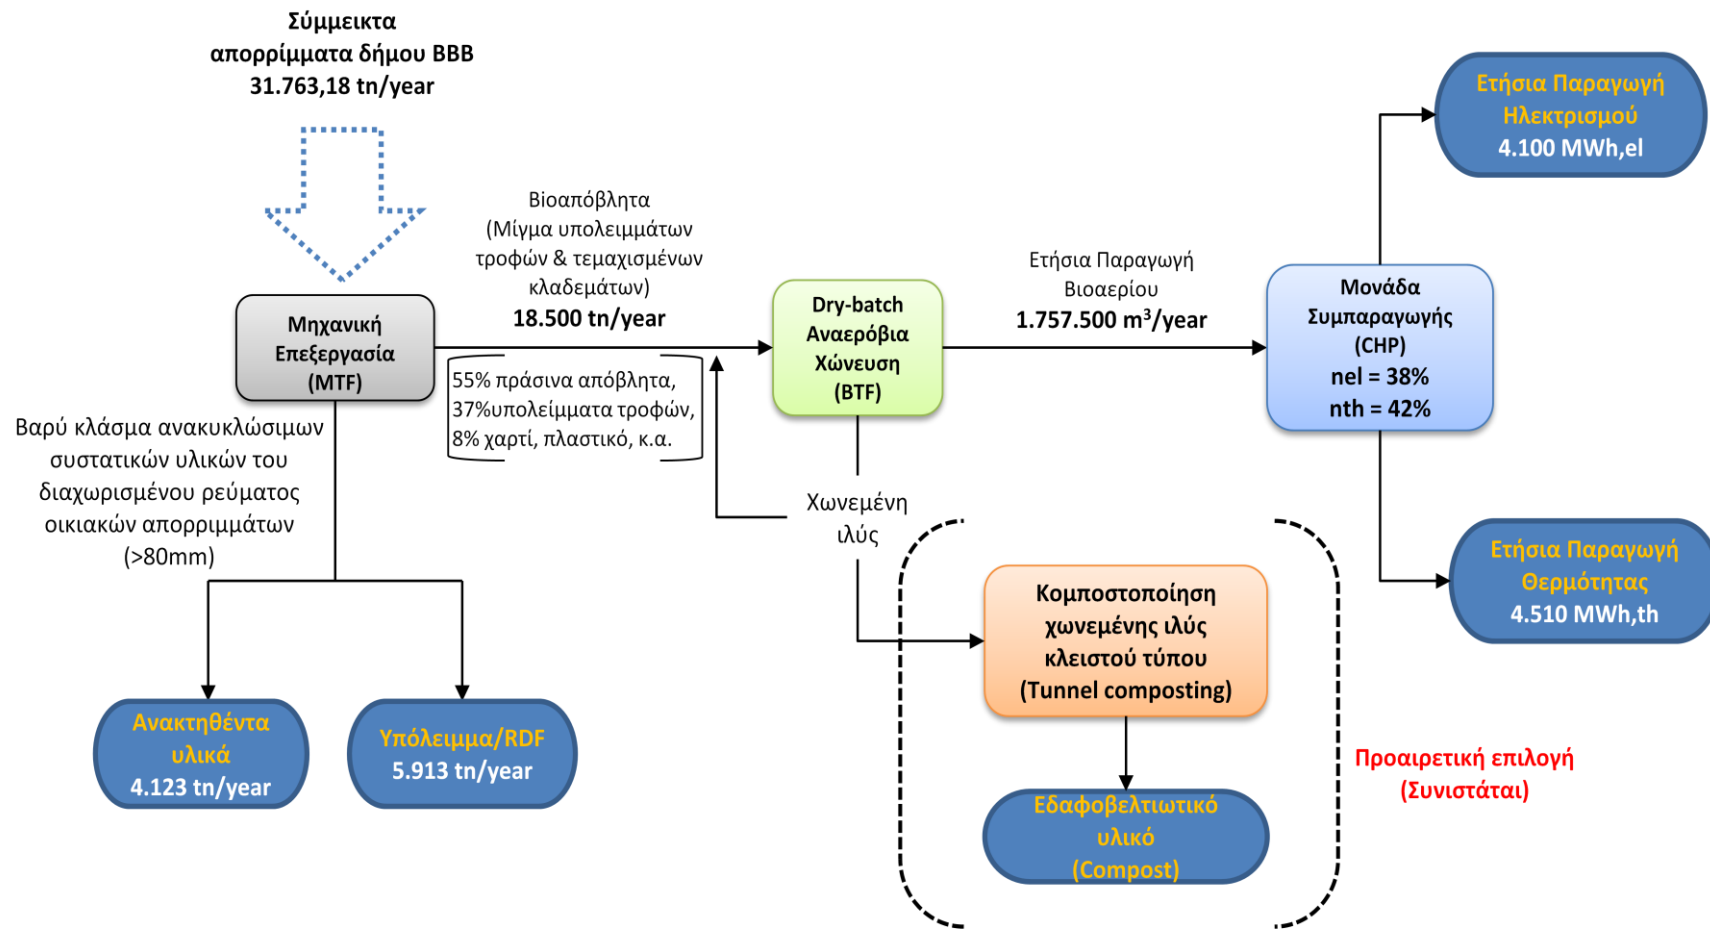 Σύμμεικτα
απορρίμματα δήμου ΒΒΒ
31.763,18 tn/year
Βιοαπόβλητα
(Μίγμα υπολειμμάτων
τροφών & τεμαχισμένων
κλαδεμάτων)
18.500 tn/year
55% πράσινα απόβλητα,
37%υπολείμματα τροφών,
8% χαρτί, πλαστικό, κ.α.
Μηχανική
Επεξεργασία
(MTF)
Βαρύ κλάσμα ανακυκλώσιμων
συστατικών υλικών του
διαχωρισμένου ρεύματος
οικιακών απορριμμάτων
(>80mm)
Ανακτηθέντα
υλικά
4.123 tn/year
Υπόλειμμα/RDF
5.913 tn/year
Dry-batch
Αναερόβια
Χώνευση
(BTF)
Ετήσια Παραγωγή
Βιοαερίου
1.757.500 m³/year
Μονάδα
Συμπαραγωγής
(CHP)
nel = 38%
nth = 42%
Ετήσια Παραγωγή
Ηλεκτρισμού
4.100 MWh,el
Ετήσια Παραγωγή
Θερμότητας
4.510 MWh,th
Χωνεμένη
ιλύς
Κομποστοποίηση
χωνεμένης ιλύς
κλειστού τύπου
(Tunnel composting)
Εδαφοβελτιωτικό
υλικό
(Compost)
Προαιρετική επιλογή
(Συνιστάται)